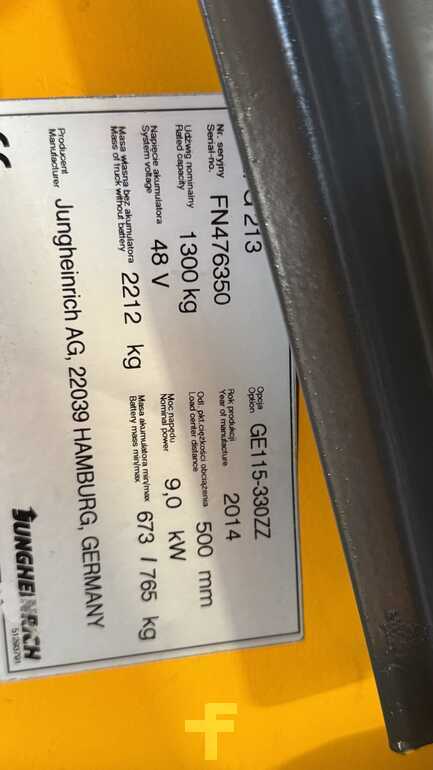 G 213
Opcja
Option GE115-330ZZ
Nr. seryjny
Serial-no. FN476350
Rok produkcji
Year of manufacture 2014
Udźwig nominalny
Rated capacity 1300 kg
Odl. pkt.ciężkości obciążenia
Load center distance 500 mm
Napięcie akumulatora
System voltage 48 V
Moc napędu
Nominal power 9,0 kW
Masa własna bez akumulatora
Mass of truck without battery 2212 kg
Masa akumulatora min/max
Battery mass min/max 673 / 765 kg
Producent
Manufacturer Jungheinrich AG, 22039 HAMBURG, GERMANY
CE
JUNGHEINRICH